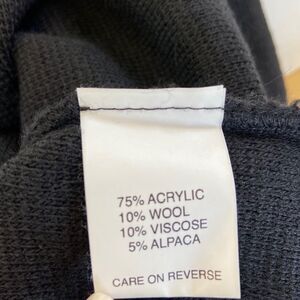 75% ACRYLIC
10% WOOL
10% VISCOSE
5% ALPACA
CARE ON REVERSE